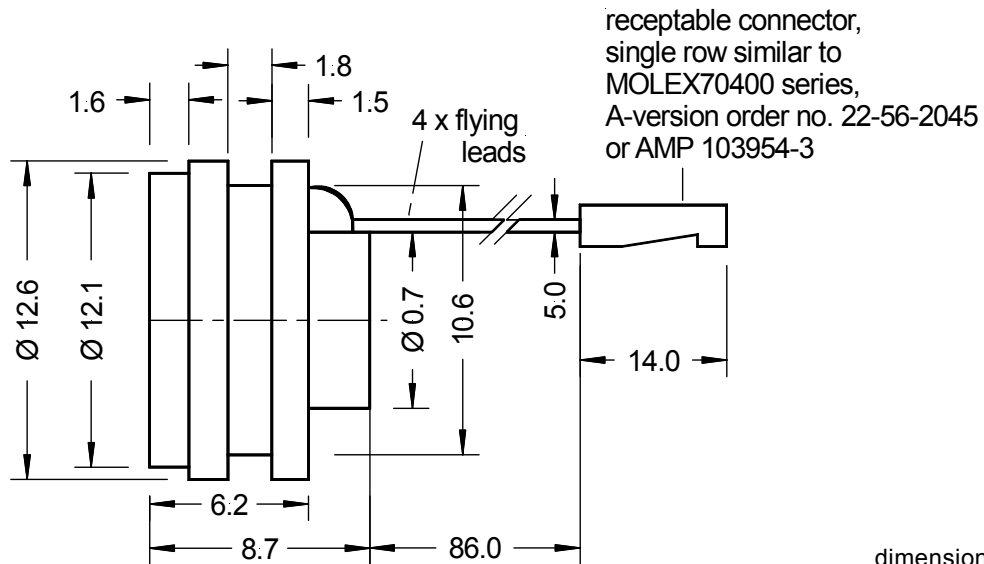 receptable connector,
single row similar to
MOLEX70400 series,
A-version order no. 22-56-2045
or AMP 103954-3
1.8
1.6
1.5
4 x flying
leads
Ø 12.6
Ø 12.1
Ø 0.7
10.6
5.0
14.0
6.2
8.7
86.0
dimension